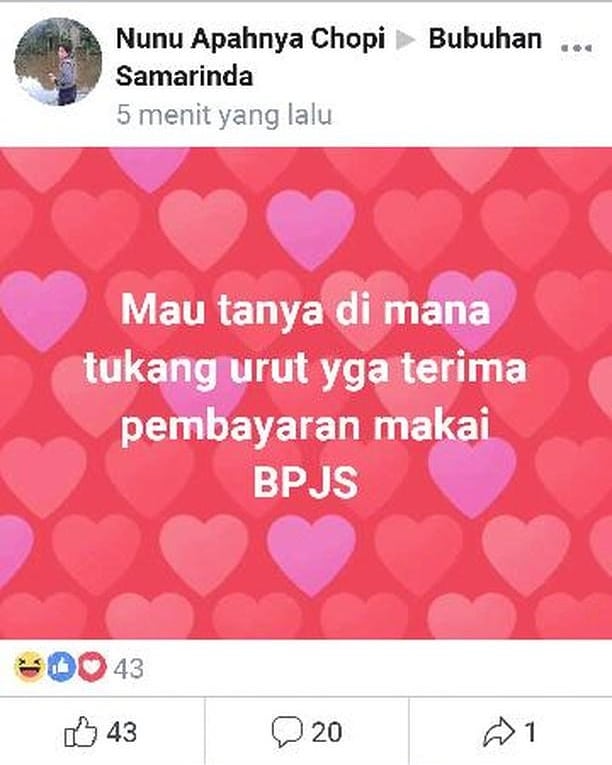 Nunu Apahnya Chopi ▶ Bubuhan
Samarinda
5 menit yang lalu
Mau tanya di mana
tukang urut yga terima
pembayaran makai
BPJS
43
43
20
1